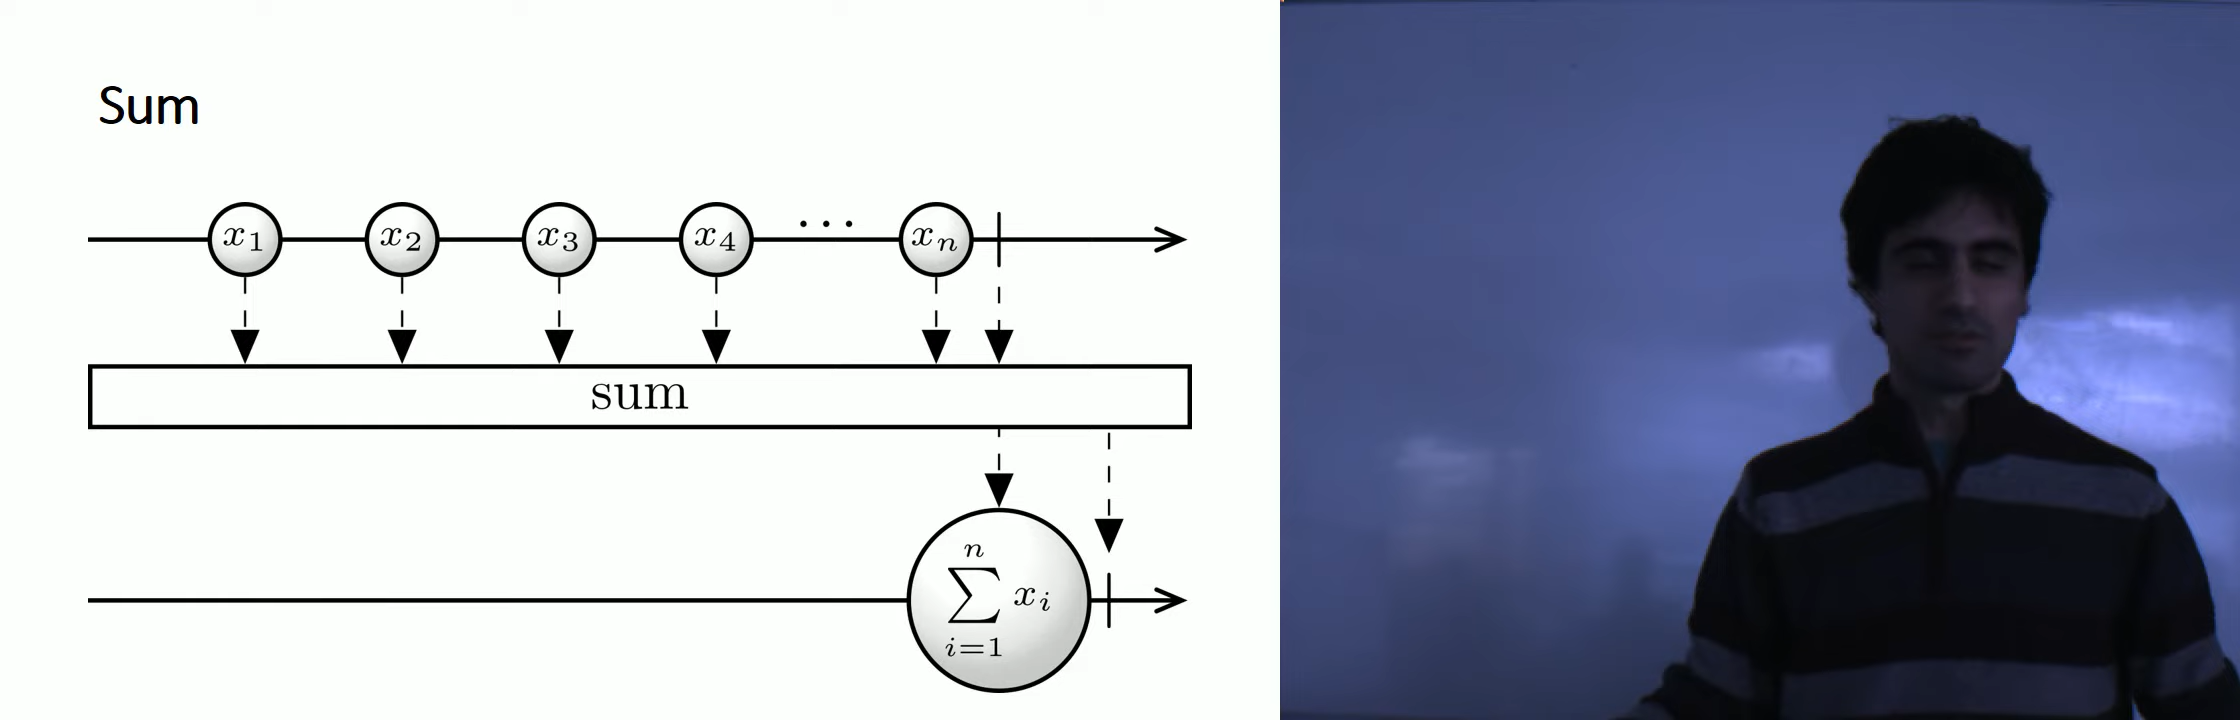 Sum
x₁ x₂ x₃ x₄ ... xₙ
sum
n
∑ xᵢ
i=1